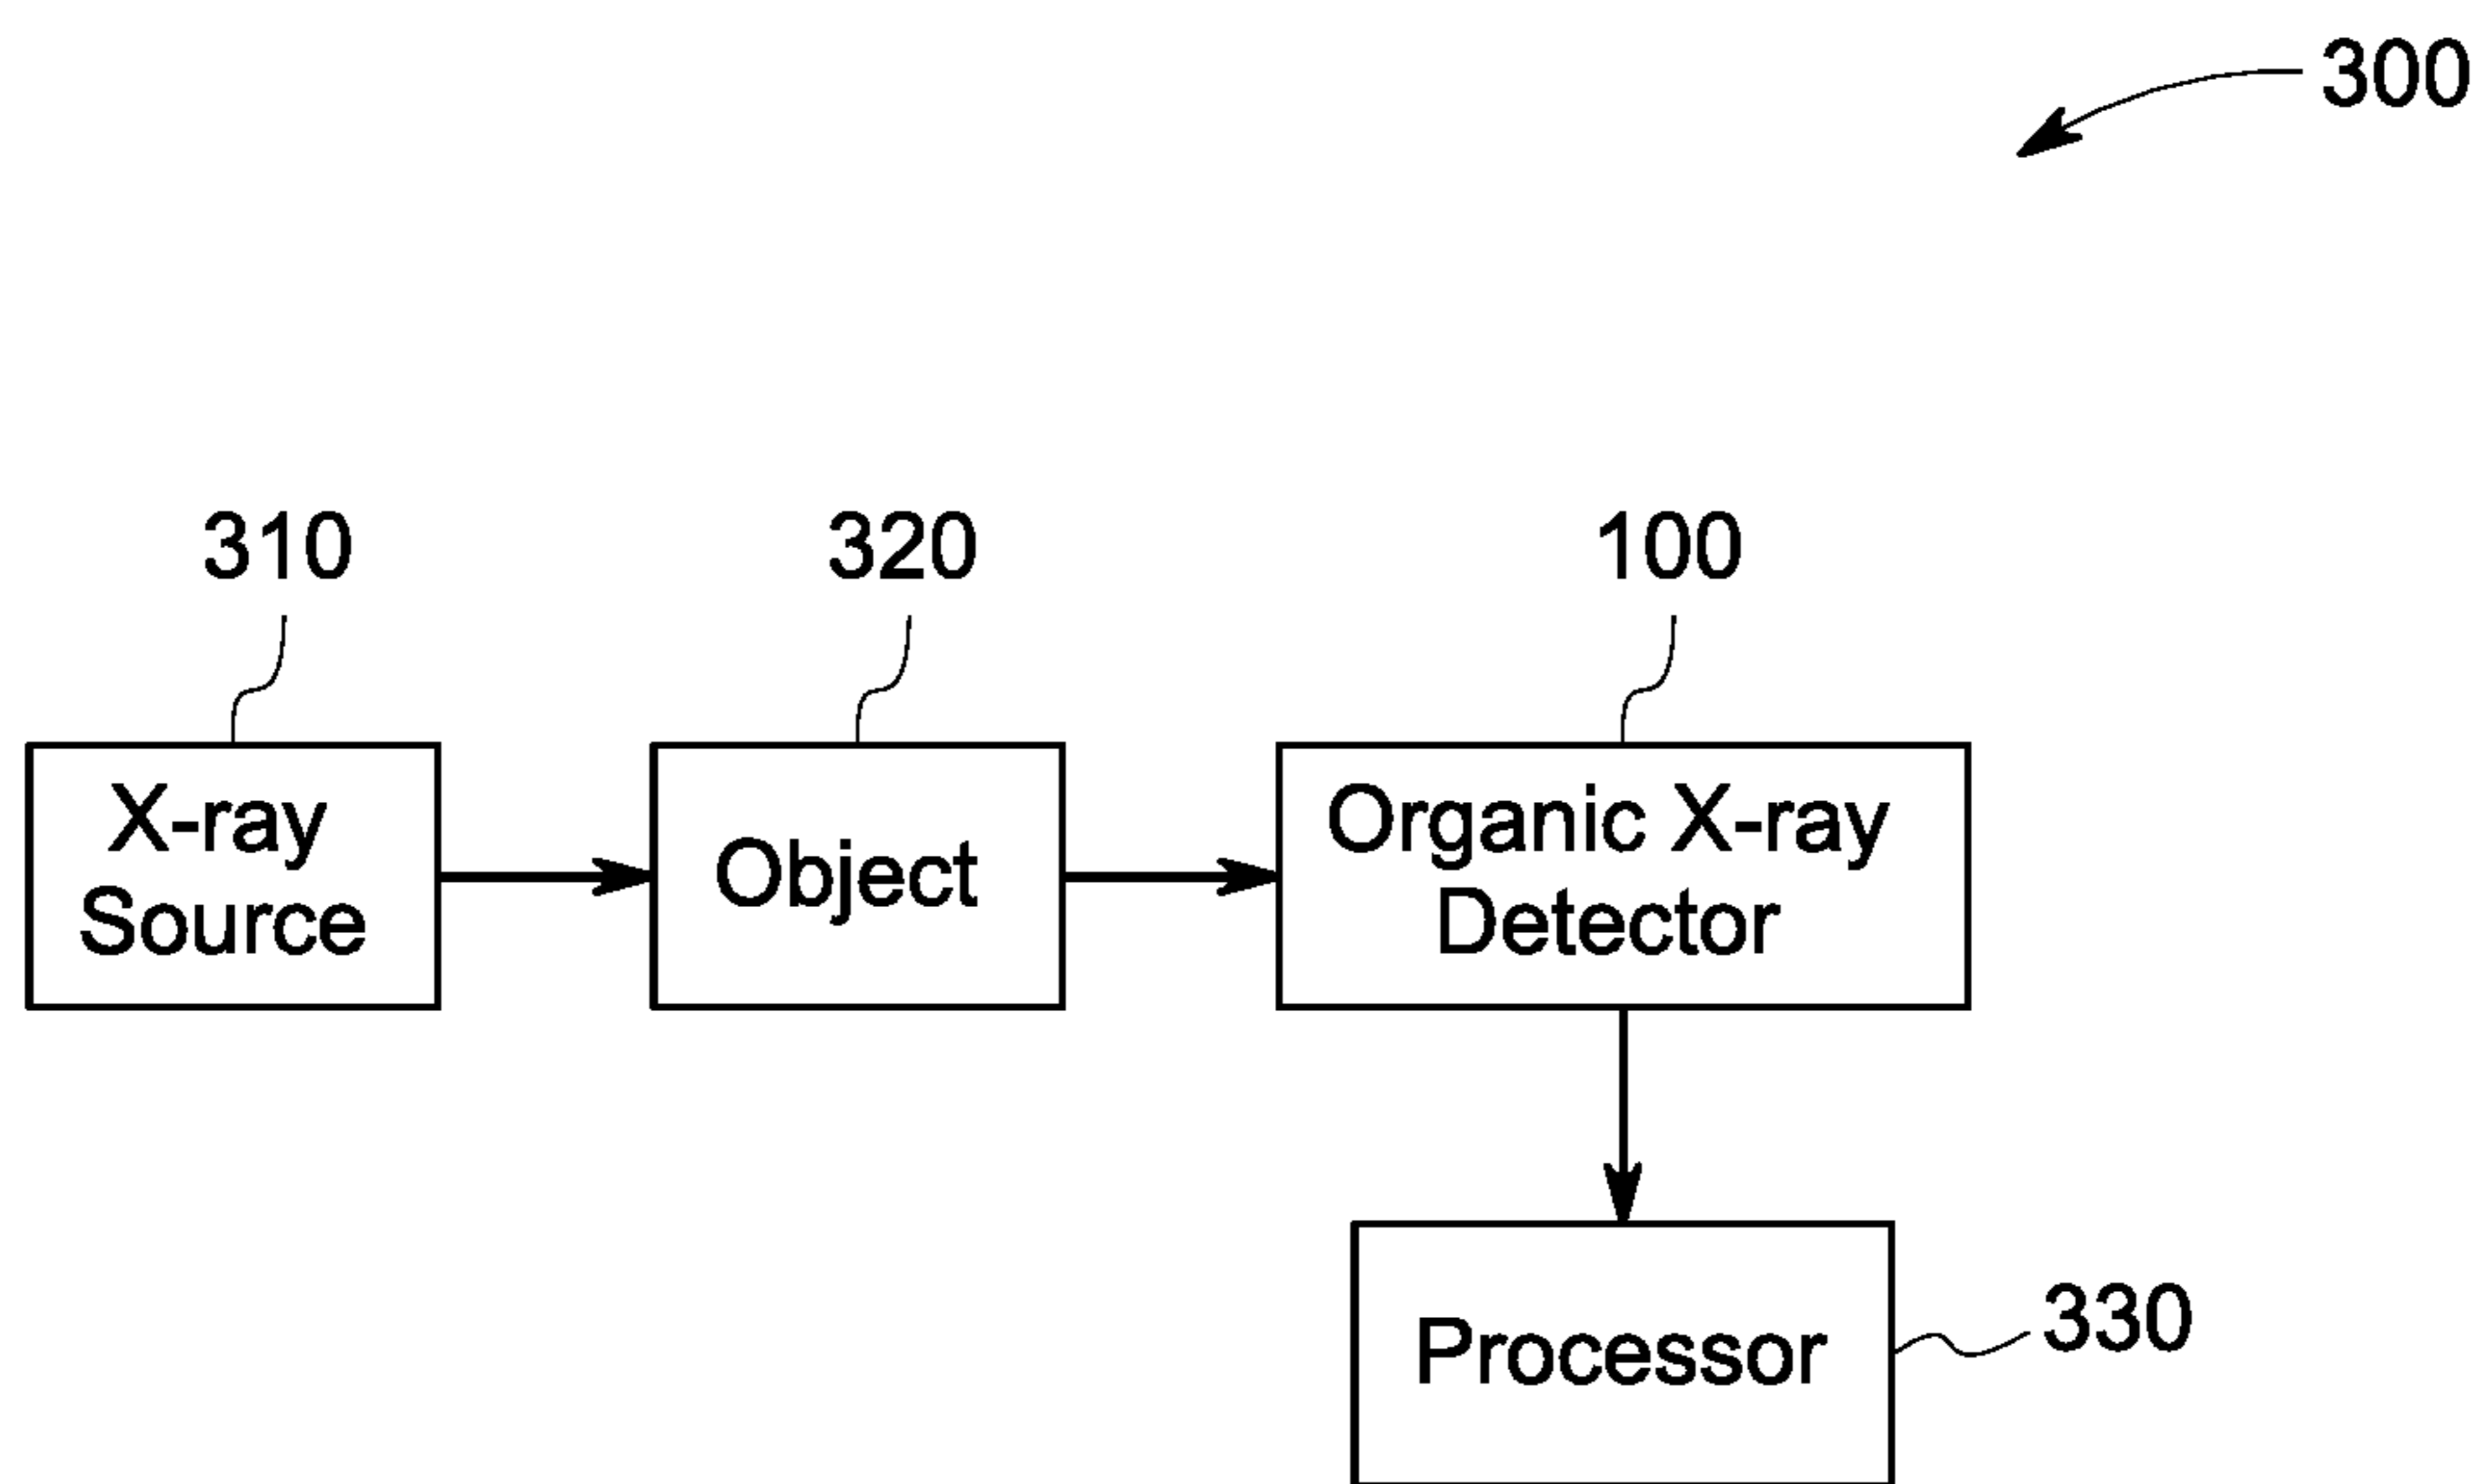 300
310
320
100
X-ray
Source
Object
Organic X-ray
Detector
Processor
330